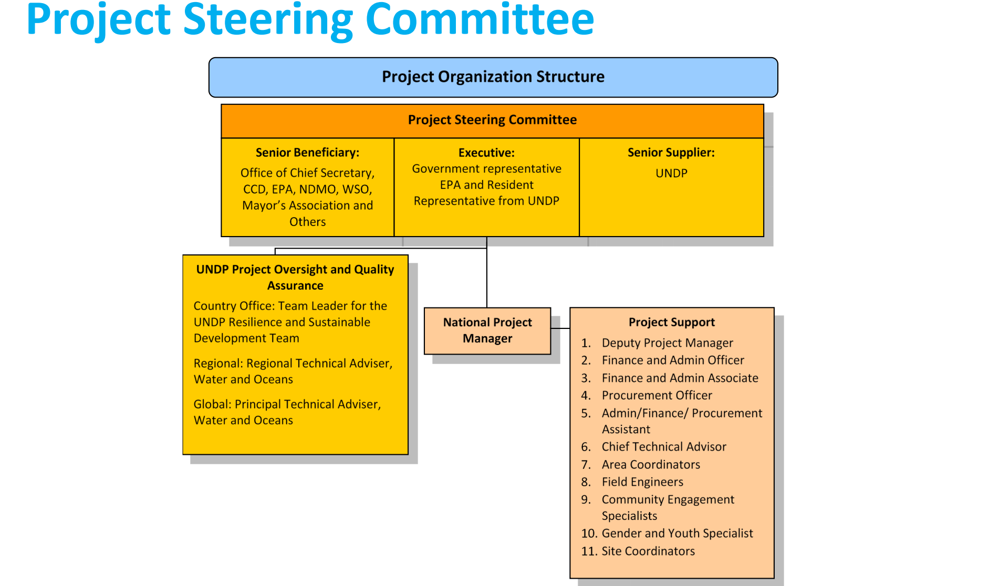 Project Steering Committee
Project Organization Structure
Project Steering Committee
Senior Beneficiary:
Office of Chief Secretary,
CCD, EPA, NDMO, WSO,
Mayor’s Association and
Others
Executive:
Government representative
EPA and Resident
Representative from UNDP
Senior Supplier:
UNDP
UNDP Project Oversight and Quality
Assurance
Country Office: Team Leader for the
UNDP Resilience and Sustainable
Development Team
Regional: Regional Technical Adviser,
Water and Oceans
Global: Principal Technical Adviser,
Water and Oceans
National Project
Manager
Project Support
1. Deputy Project Manager
2. Finance and Admin Officer
3. Finance and Admin Associate
4. Procurement Officer
5. Admin/Finance/ Procurement
Assistant
6. Chief Technical Advisor
7. Area Coordinators
8. Field Engineers
9. Community Engagement
Specialists
10. Gender and Youth Specialist
11. Site Coordinators